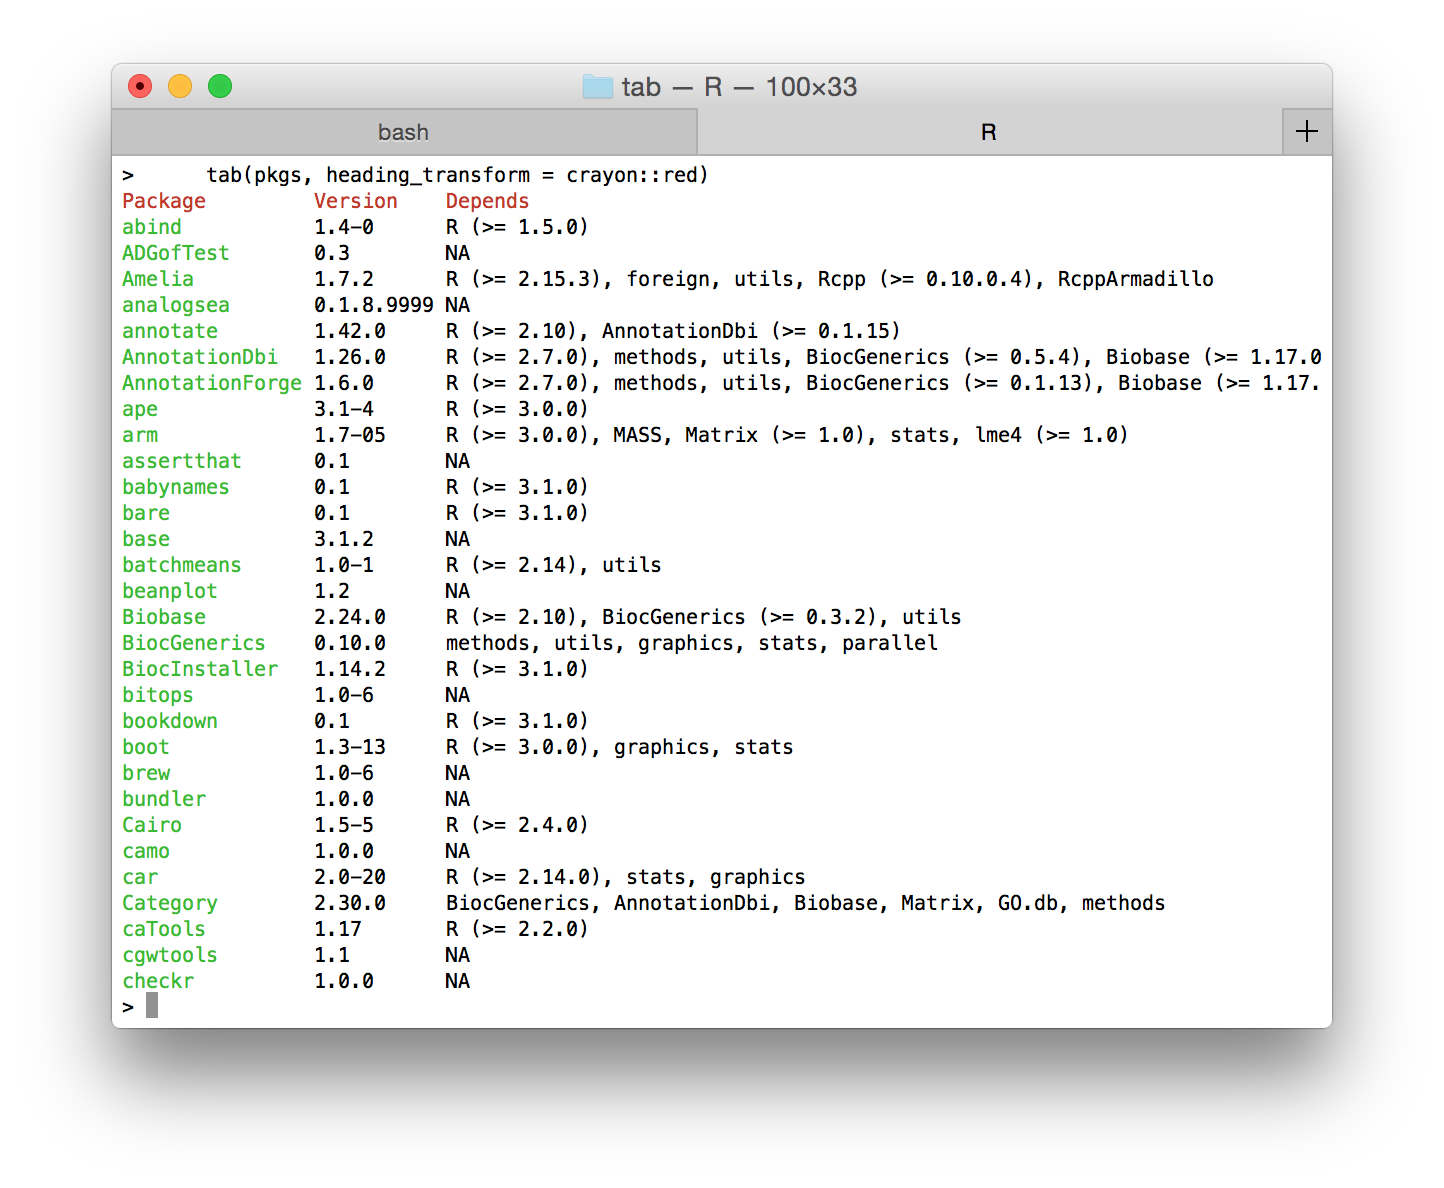 tab — R — 100×33
bash R +
> tab(pkgs, heading_transform = crayon::red)
Package Version Depends
abind 1.4-0 R (>= 1.5.0)
ADGofTest 0.3 NA
Amelia 1.7.2 R (>= 2.15.3), foreign, utils, Rcpp (>= 0.10.0.4), RcppArmadillo
analogsea 0.1.8.9999 NA
annotate 1.42.0 R (>= 2.10), AnnotationDbi (>= 0.1.15)
AnnotationDbi 1.26.0 R (>= 2.7.0), methods, utils, BiocGenerics (>= 0.5.4), Biobase (>= 1.17.0
AnnotationForge 1.6.0 R (>= 2.7.0), methods, utils, BiocGenerics (>= 0.1.13), Biobase (>= 1.17.
ape 3.1-4 R (>= 3.0.0)
arm 1.7-05 R (>= 3.0.0), MASS, Matrix (>= 1.0), stats, lme4 (>= 1.0)
assertthat 0.1 NA
babynames 0.1 R (>= 3.1.0)
bare 0.1 R (>= 3.1.0)
base 3.1.2 NA
batchmeans 1.0-1 R (>= 2.14), utils
beanplot 1.2 NA
Biobase 2.24.0 R (>= 2.10), BiocGenerics (>= 0.3.2), utils
BiocGenerics 0.10.0 methods, utils, graphics, stats, parallel
BiocInstaller 1.14.2 R (>= 3.1.0)
bitops 1.0-6 NA
bookdown 0.1 R (>= 3.1.0)
boot 1.3-13 R (>= 3.0.0), graphics, stats
brew 1.0-6 NA
bundler 1.0.0 NA
Cairo 1.5-5 R (>= 2.4.0)
camo 1.0.0 NA
car 2.0-20 R (>= 2.14.0), stats, graphics
Category 2.30.0 BiocGenerics, AnnotationDbi, Biobase, Matrix, GO.db, methods
caTools 1.17 R (>= 2.2.0)
cgwtools 1.1 NA
checkr 1.0.0 NA
>